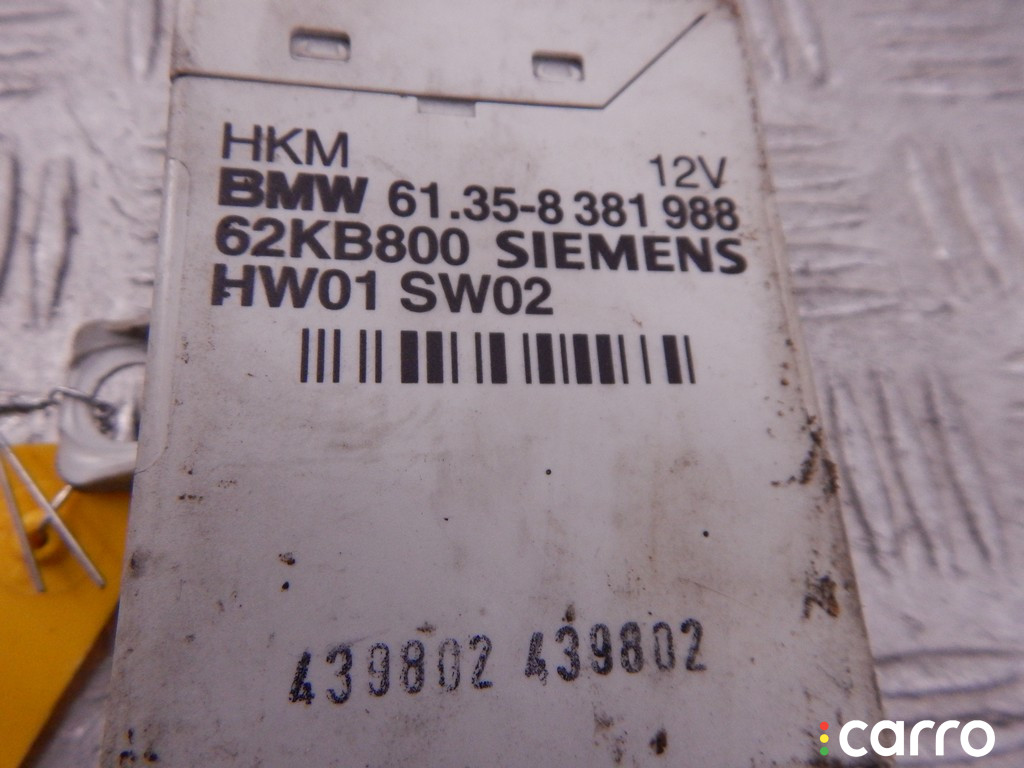 HKM 12V
BMW 61.35-8 381 988
62KB800 SIEMENS
HW01 SW02
439802 439802
carro